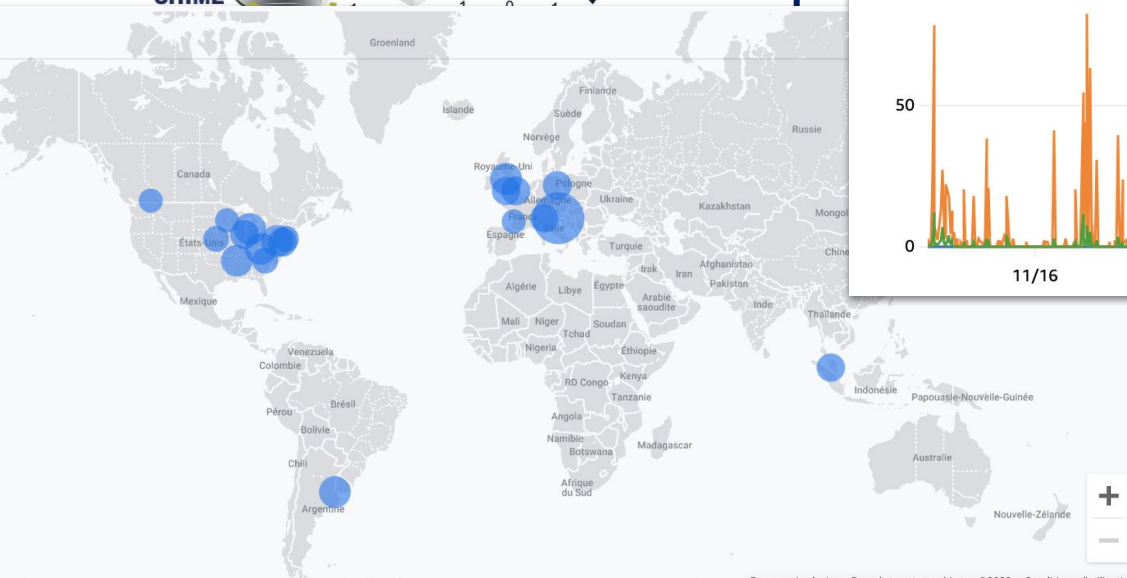 Groenland
Islande
Finlande
Suède
Norvège
Russie
Royaume-Uni
Pologne
Allemagne
Ukraine
Kazakhstan
Mongol
France
Italie
Espagne
Turquie
Chine
Canada
États-Unis
Mexique
Algérie
Libye
Égypte
Irak
Iran
Afghanistan
Pakistan
Arabie
saoudite
Inde
Thaïlande
Mali
Niger
Tchad
Soudan
Nigeria
Éthiopie
Venezuela
Colombie
RD Congo
Kenya
Tanzanie
Indonésie
Papouasie-Nouvelle-Guinée
Pérou
Brésil
Bolivie
Angola
Namibie
Botswana
Madagascar
Chili
Afrique
du Sud
Australie
Argentine
Nouvelle-Zélande
50
0
11/16
+
−